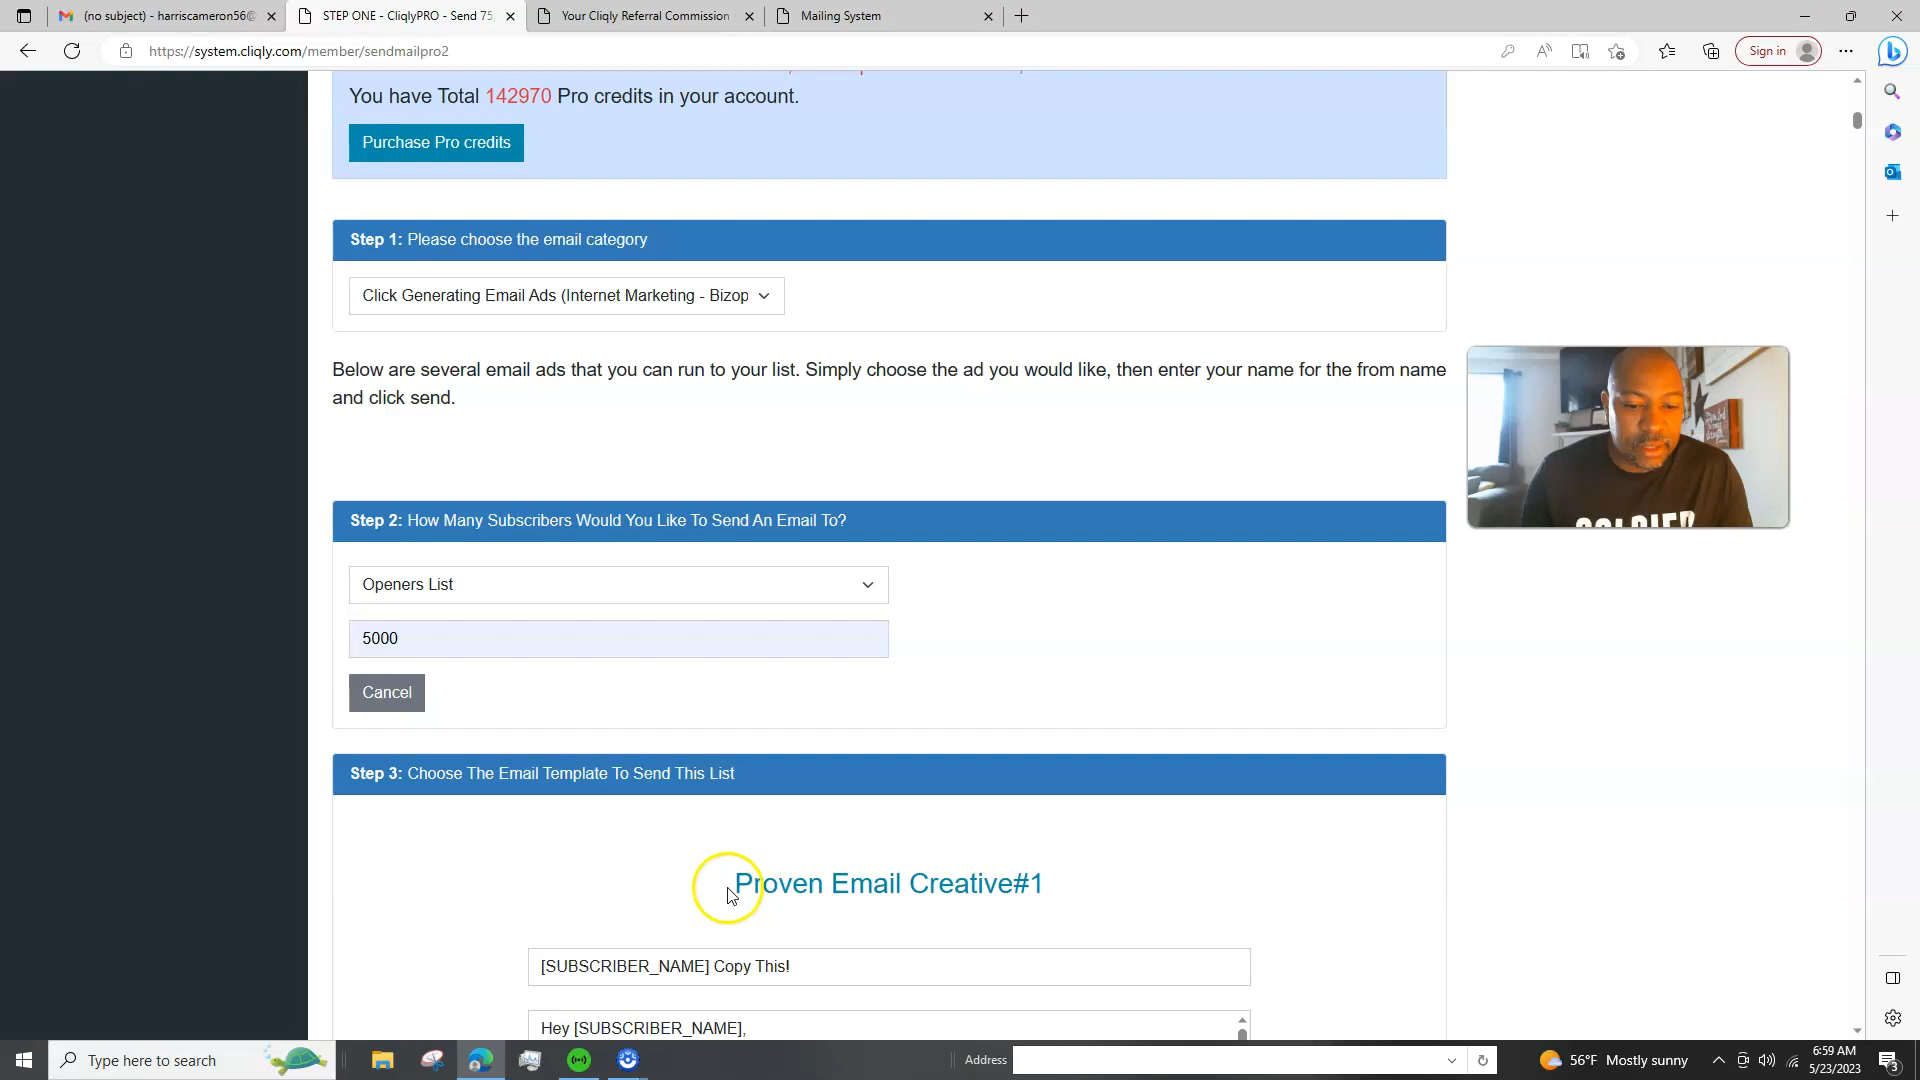 (no subject) - harriscameron56@
STEP ONE - CliqlyPRO - Send 75
Your Cliqly Referral Commission
Mailing System
https://system.cliqly.com/member/sendmailpro2
Sign in
You have Total 142970 Pro credits in your account.
Purchase Pro credits
Step 1: Please choose the email category
Click Generating Email Ads (Internet Marketing - Bizop
Below are several email ads that you can run to your list. Simply choose the ad you would like, then enter your name for the from name
and click send.
Step 2: How Many Subscribers Would You Like To Send An Email To?
Openers List
5000
Cancel
Step 3: Choose The Email Template To Send This List
Proven Email Creative#1
[SUBSCRIBER_NAME] Copy This!
Hey [SUBSCRIBER_NAME],
Type here to search
Address
56°F Mostly sunny
6:59 AM
5/23/2023
3